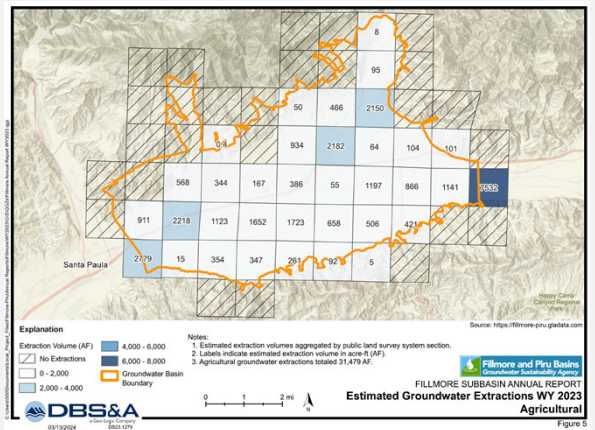 8
95
50 466 2150
0.4 934 2182 64 104 101
568 344 167 386 55 1197 866 1141 7532
911 2218 1123 1652 1723 658 506 421
2779 15 354 347 261 92 5
Santa Paula
Happy Camp
Canyon Regional
Park
Source: https://fillmore-piru.gladata.com
Explanation
Extraction Volume (AF)
No Extractions
0 - 2,000
2,000 - 4,000
4,000 - 6,000
6,000 - 8,000
Groundwater Basin
Boundary
Notes:
1. Estimated extraction volumes aggregated by public land survey system section.
2. Labels indicate estimated extraction volume in acre-ft (AF).
3. Agricultural groundwater extractions totaled 31,479 AF.
0 1 2 mi
N
Fillmore and Piru Basins
Groundwater Sustainability Agency
FILLMORE SUBBASIN ANNUAL REPORT
Estimated Groundwater Extractions WY 2023
Agricultural
DBS&A
a Geo-Logic Company
03/13/2024
DB23.1279
Figure 5